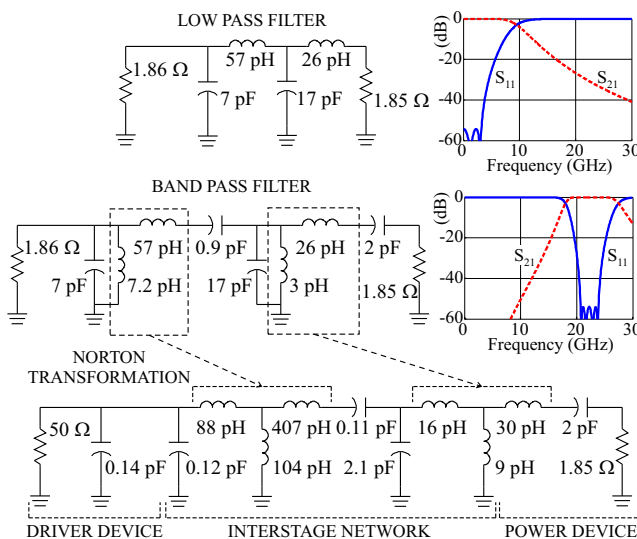 LOW PASS FILTER
1.86 Ω
57 pH
26 pH
7 pF
17 pF
1.85 Ω
(dB)
0
-20
-40
-60
S11
S21
0
10
20
30
Frequency (GHz)
BAND PASS FILTER
1.86 Ω
57 pH
0.9 pF
26 pH
2 pF
7 pF
7.2 pH
17 pF
3 pH
1.85 Ω
(dB)
0
-20
-40
-60
S21
S11
0
10
20
30
Frequency (GHz)
NORTON
TRANSFORMATION
50 Ω
88 pH
407 pH
0.11 pF
16 pH
30 pH
2 pF
0.14 pF
0.12 pF
104 pH
2.1 pF
9 pH
1.85 Ω
DRIVER DEVICE
INTERSTAGE NETWORK
POWER DEVICE